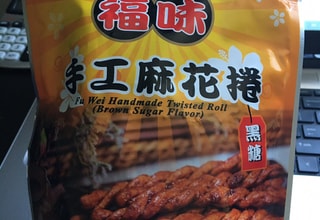 福味
手工麻花捲
Fu Wei Handmade Twisted Roll
(Brown Sugar Flavor)
黑糖